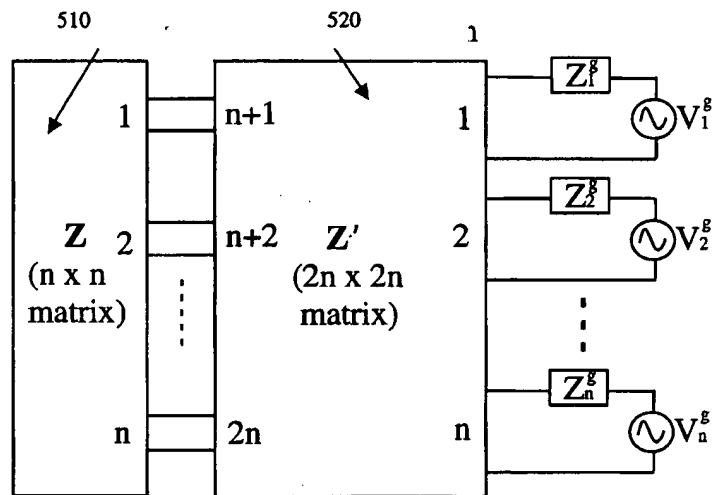 510
520
1
n+1
1
Z₁ᵍ
V₁ᵍ
Z
(n x n
matrix)
2
n+2
Z'
(2n x 2n
matrix)
2
Z₂ᵍ
V₂ᵍ
n
2n
n
Zₙᵍ
Vₙᵍ